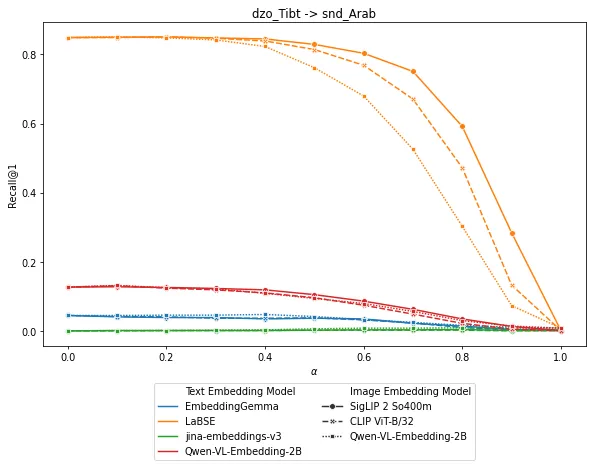 dzo_Tibt -> snd_Arab
0.8
0.6
0.4
0.2
0.0
Recall@1
0.0 0.2 0.4 0.6 0.8 1.0
α
Text Embedding Model
EmbeddingGemma
LaBSE
jina-embeddings-v3
Qwen-VL-Embedding-2B
Image Embedding Model
SigLIP 2 So400m
CLIP ViT-B/32
Qwen-VL-Embedding-2B